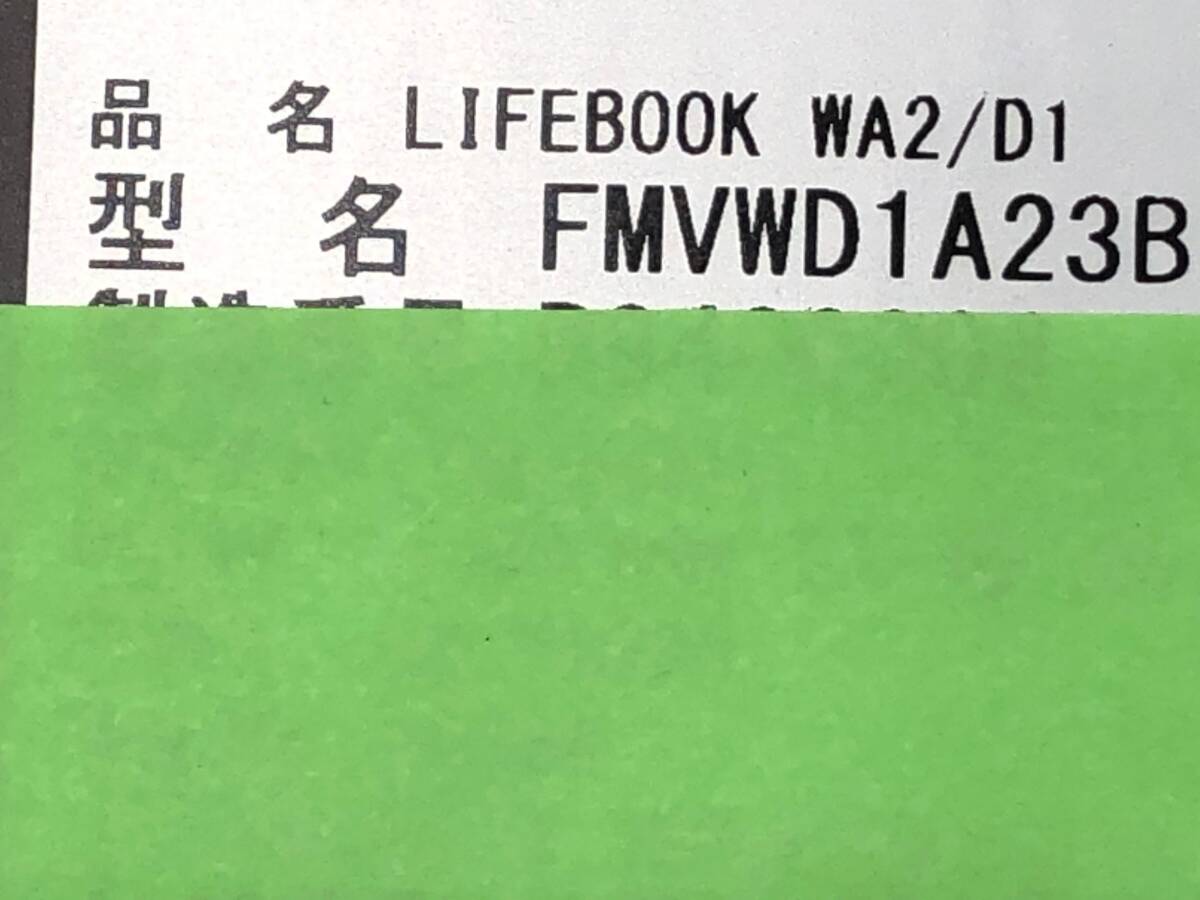 品 名 LIFEBOOK WA2/D1
型 名 FMVWD1A23B